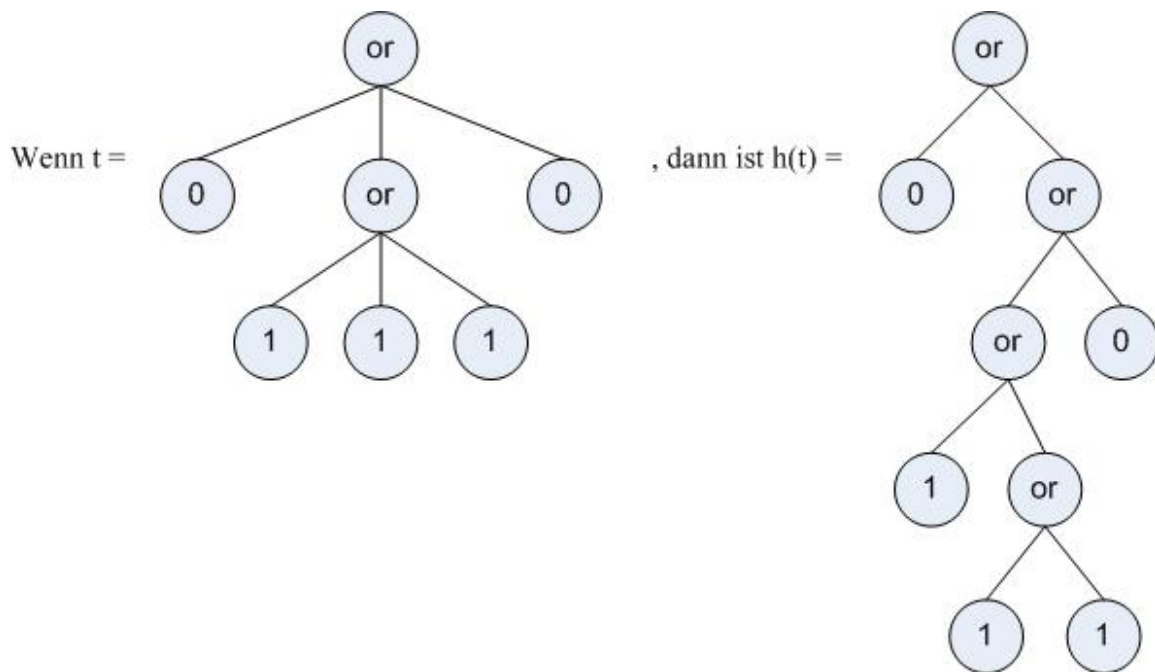 or or
Wenn t = 0 or 0 , dann ist h(t) = 0 or
1 1 1 or 0
1 or
1 1